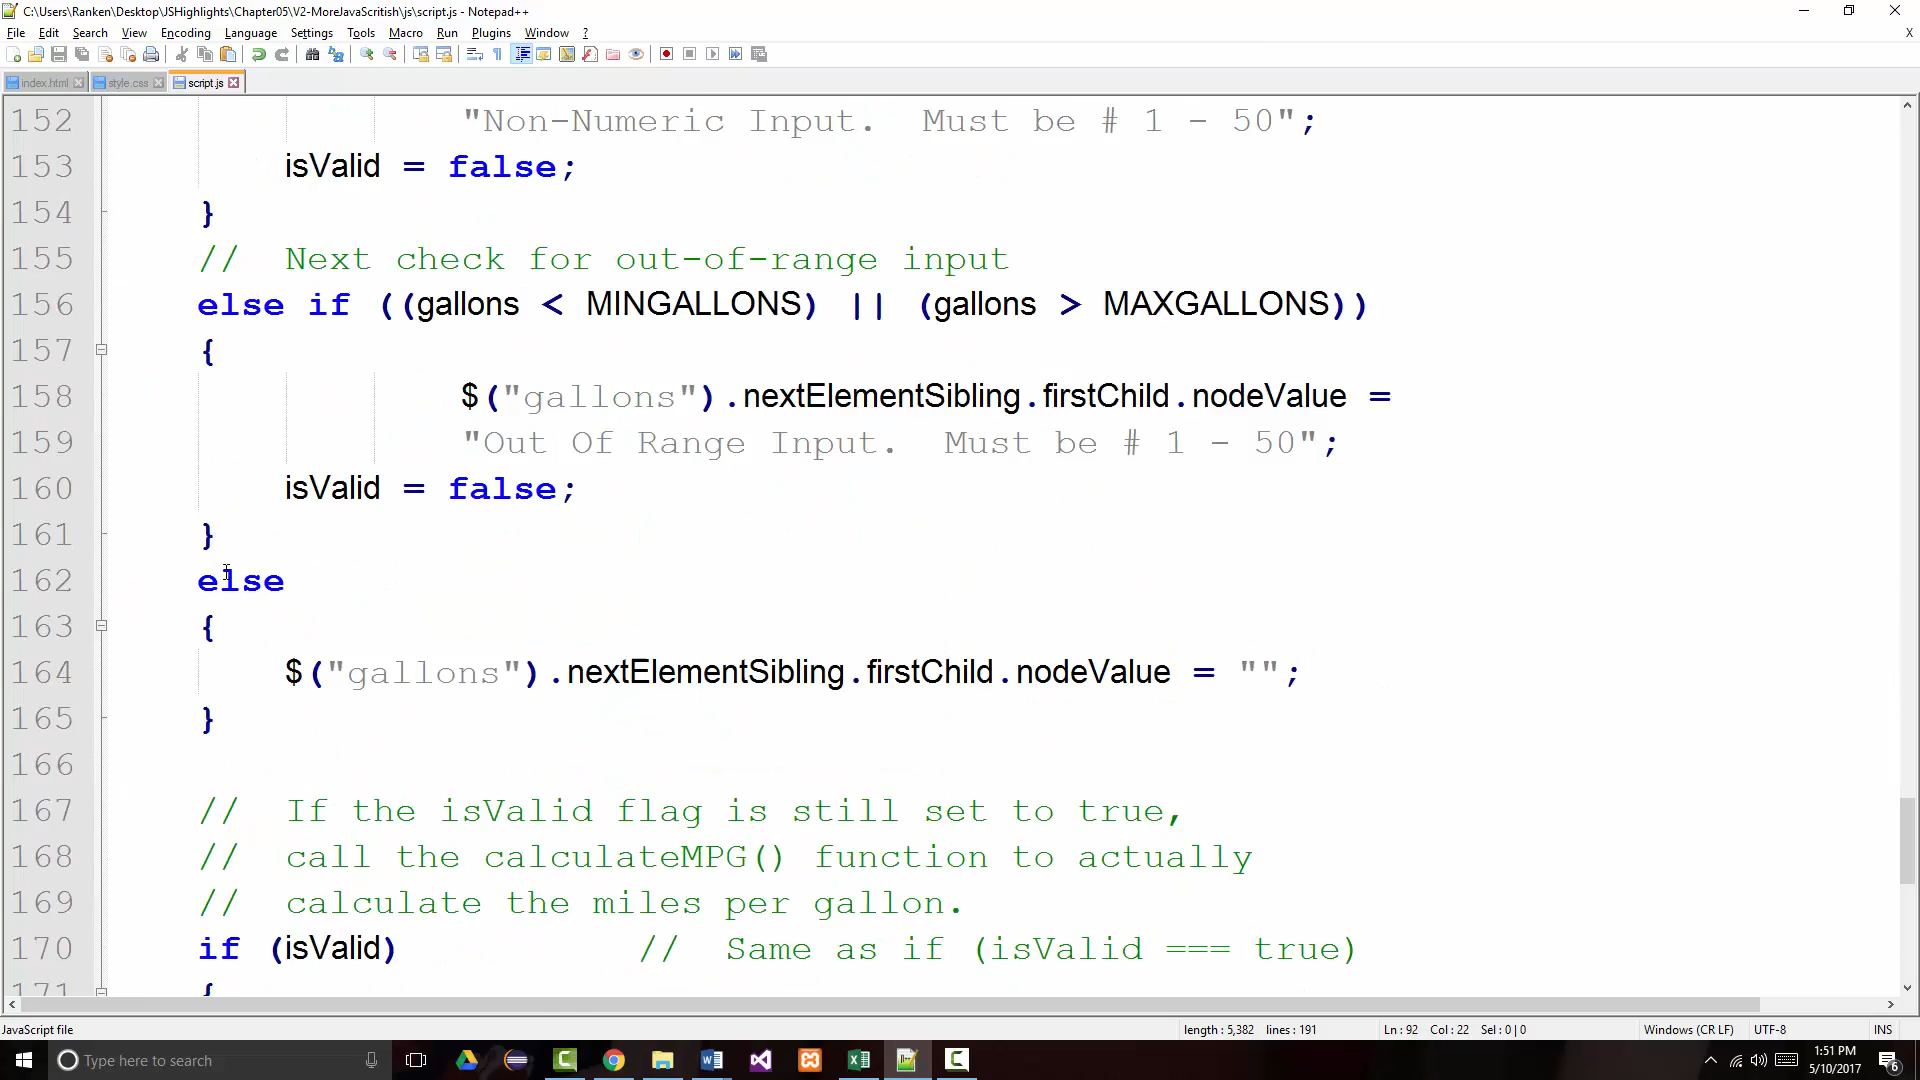 C:\Users\Ranken\Desktop\JSHighlights\Chapter05\V2-MoreJavaScritish\js\script.js - Notepad++
File Edit Search View Encoding Language Settings Tools Macro Run Plugins Window ? X
index.html style.css script.js
152 "Non-Numeric Input.  Must be # 1 - 50";
153 isValid = false;
154 }
155 //  Next check for out-of-range input
156 else if ((gallons < MINGALLONS) || (gallons > MAXGALLONS))
157 {
158 $("gallons").nextElementSibling.firstChild.nodeValue =
159 "Out Of Range Input.  Must be # 1 - 50";
160 isValid = false;
161 }
162 else
163 {
164 $("gallons").nextElementSibling.firstChild.nodeValue = "";
165 }
166
167 //  If the isValid flag is still set to true,
168 //  call the calculateMPG() function to actually
169 //  calculate the miles per gallon.
170 if (isValid)           //  Same as if (isValid === true)
171 {
JavaScript file length : 5,382 lines : 191 Ln : 92 Col : 22 Sel : 0 | 0 Windows (CR LF) UTF-8 INS
Type here to search 1:51 PM
5/10/2017 6